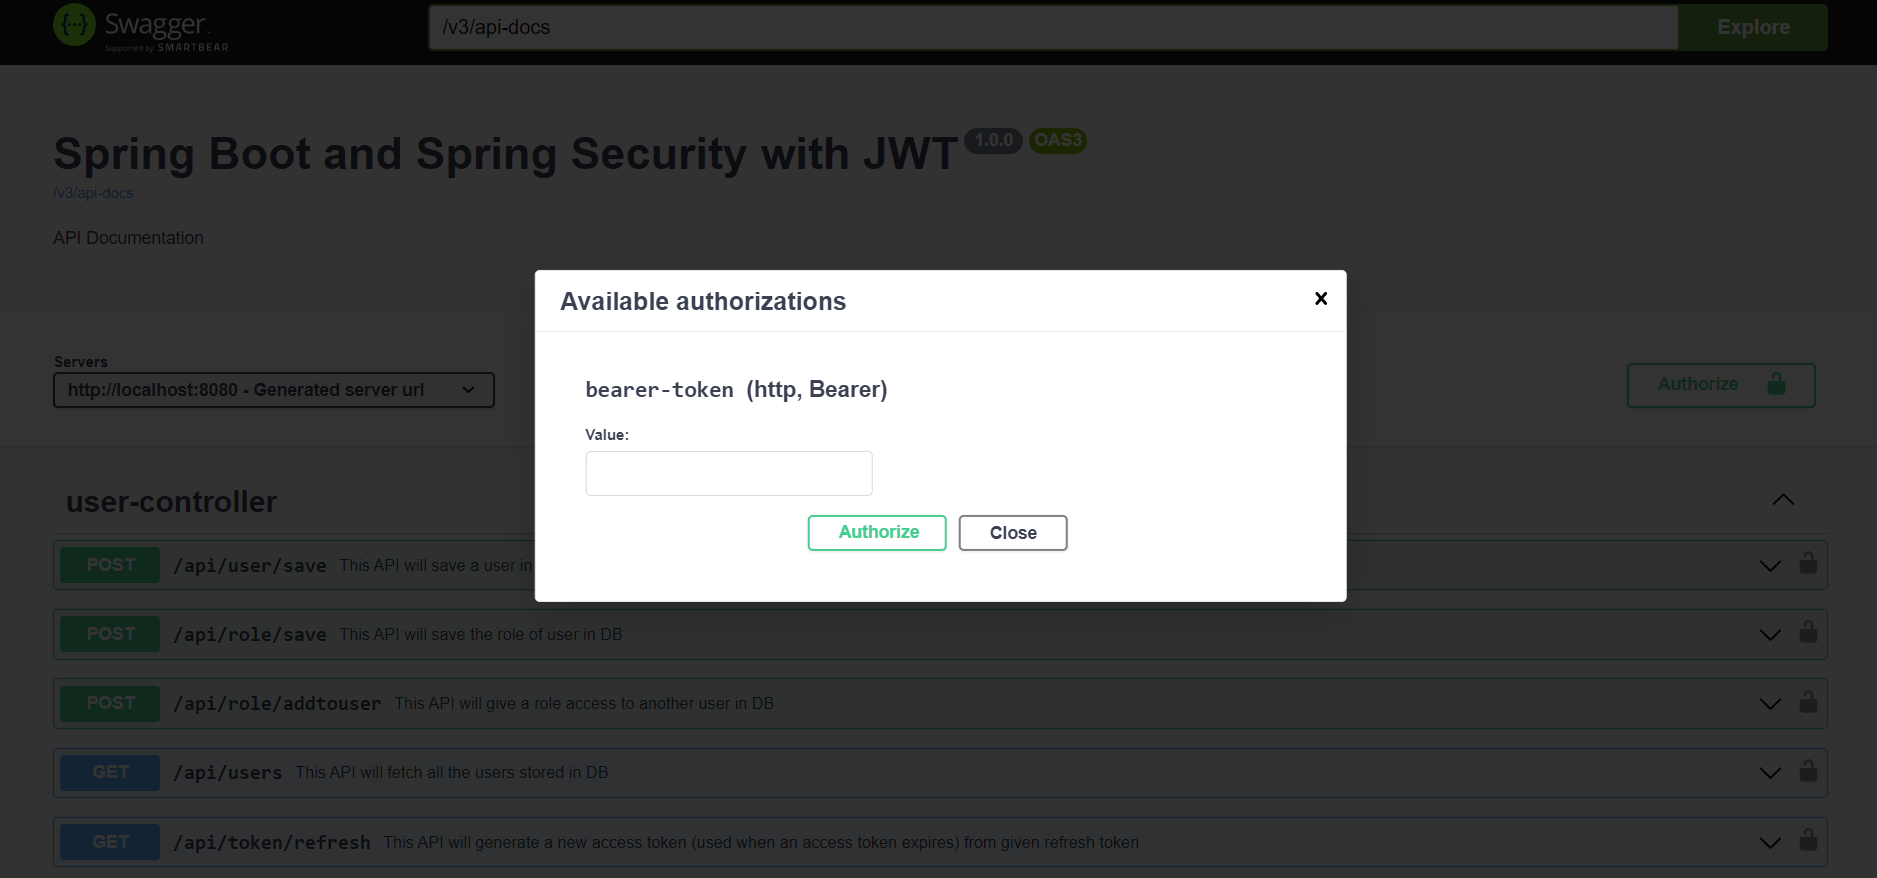 Swagger
Supported by SMARTBEAR
/v3/api-docs
Explore
Spring Boot and Spring Security with JWT 1.0.0 OAS3
/v3/api-docs
API Documentation
Available authorizations
bearer-token (http, Bearer)
Value:
Authorize
Close
Servers
http://localhost:8080 - Generated server url
Authorize
user-controller
POST /api/user/save This API will save a user in
POST /api/role/save This API will save the role of user in DB
POST /api/role/addtouser This API will give a role access to another user in DB
GET /api/users This API will fetch all the users stored in DB
GET /api/token/refresh This API will generate a new access token (used when an access token expires) from given refresh token